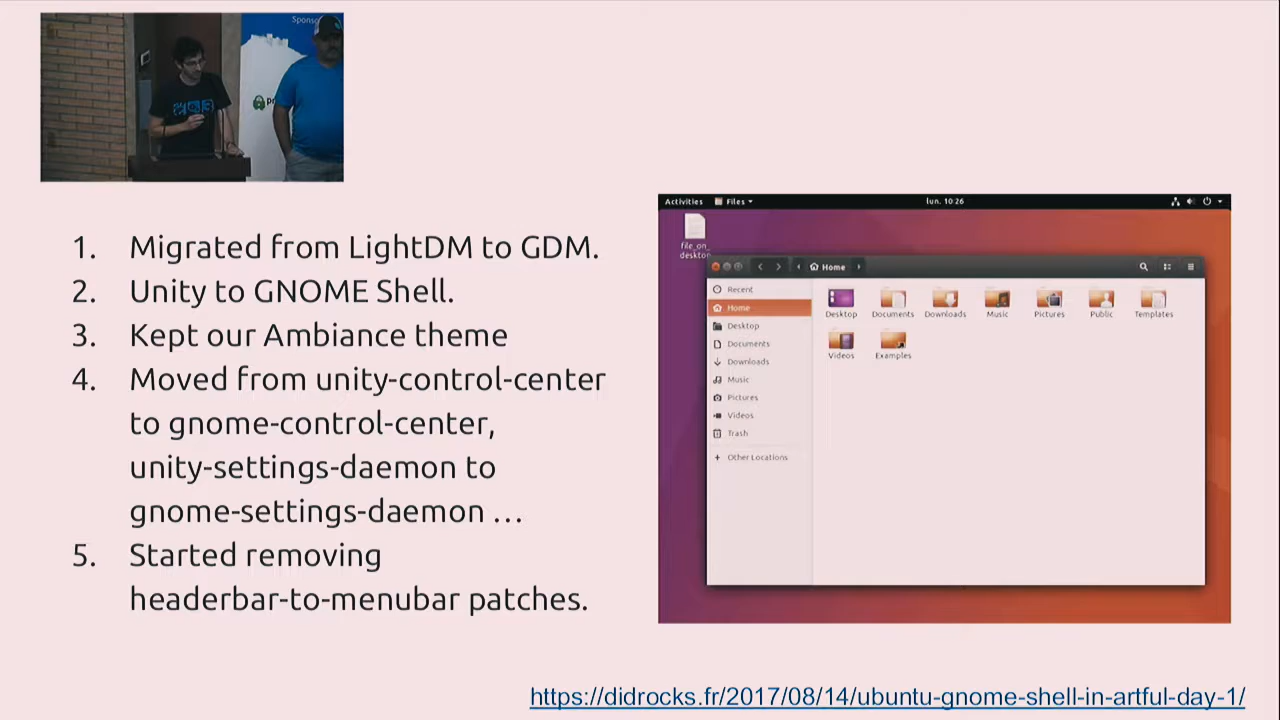 Sponso
1. Migrated from LightDM to GDM.
2. Unity to GNOME Shell.
3. Kept our Ambiance theme
4. Moved from unity-control-center
to gnome-control-center,
unity-settings-daemon to
gnome-settings-daemon …
5. Started removing
headerbar-to-menubar patches.
Activities Files lun. 10:26
file_on_
desktop
Home
Recent
Home
Desktop
Documents
Downloads
Music
Pictures
Videos
Trash
Other Locations
Desktop Documents Downloads Music Pictures Public Templates
Videos Examples
https://didrocks.fr/2017/08/14/ubuntu-gnome-shell-in-artful-day-1/